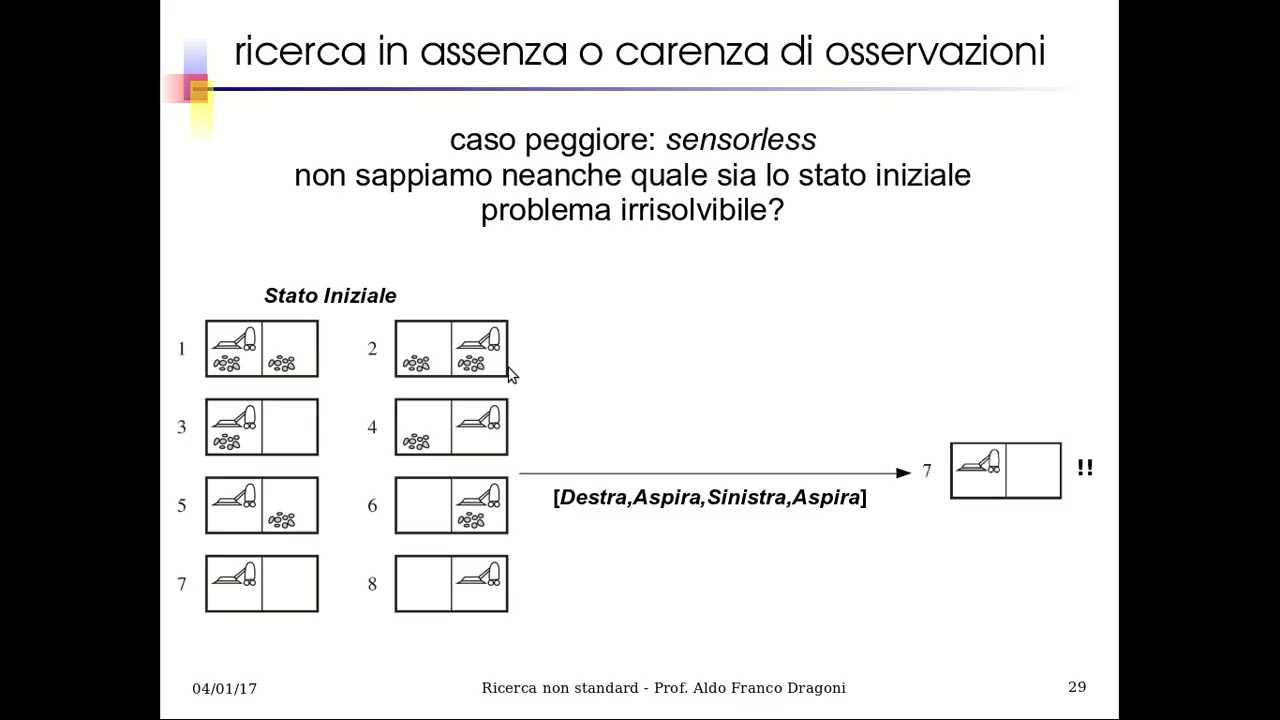 ricerca in assenza o carenza di osservazioni
caso peggiore: sensorless
non sappiamo neanche quale sia lo stato iniziale
problema irrisolvibile?
Stato Iniziale
1 2
3 4
5 6
7 8
[Destra,Aspira,Sinistra,Aspira]
7 !!
04/01/17 Ricerca non standard - Prof. Aldo Franco Dragoni 29